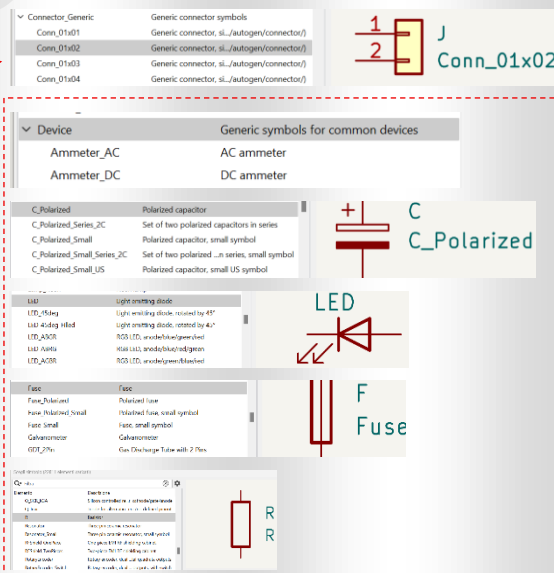 Connector_Generic Generic connector symbols
Conn_01x01 Generic connector, si.../autogen/connector/)
Conn_01x02 Generic connector, si.../autogen/connector/)
Conn_01x03 Generic connector, si.../autogen/connector/)
Conn_01x04 Generic connector, si.../autogen/connector/)
1
2
J
Conn_01x02
Device Generic symbols for common devices
Ammeter_AC AC ammeter
Ammeter_DC DC ammeter
C_Polarized Polarized capacitor
C_Polarized_Series_2C Set of two polarized capacitors in series
C_Polarized_Small Polarized capacitor, small symbol
C_Polarized_Small_Series_2C Set of two polarized ...n series, small symbol
C_Polarized_Small_US Polarized capacitor, small US symbol
+
C
C_Polarized
LED Light emitting diode
LED_45deg Light emitting diode, rotated by 45°
LED_45deg_Filled Light emitting diode, rotated by 45°
RGB LED, anode/blue/green/red
RGB LED, anode/blue/red/green
RGB LED, anode/green/blue/red
LED
Fuse Fuse
Fuse_Polarized Polarized fuse
Fuse_Polarized_Small Polarized fuse, small symbol
Fuse_Small Fuse, small symbol
Galvanometer Galvanometer
GDT_2Pin Gas Discharge Tube with 2 Pins
F
Fuse
R
R